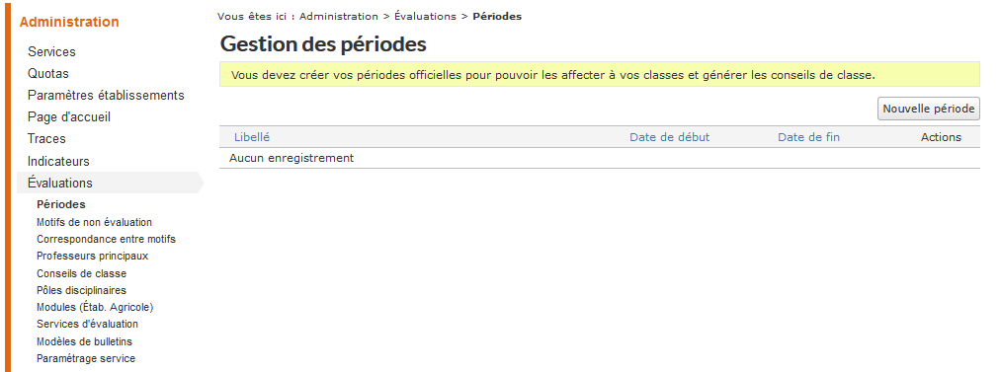 Administration
Services
Quotas
Paramètres établissements
Page d'accueil
Traces
Indicateurs
Évaluations
Périodes
Motifs de non évaluation
Correspondance entre motifs
Professeurs principaux
Conseils de classe
Pôles disciplinaires
Modules (Étab. Agricole)
Services d'évaluation
Modèles de bulletins
Paramétrage service
Vous êtes ici : Administration > Évaluations > Périodes
Gestion des périodes
Vous devez créer vos périodes officielles pour pouvoir les affecter à vos classes et générer les conseils de classe.
Nouvelle période
Libellé Date de début Date de fin Actions
Aucun enregistrement